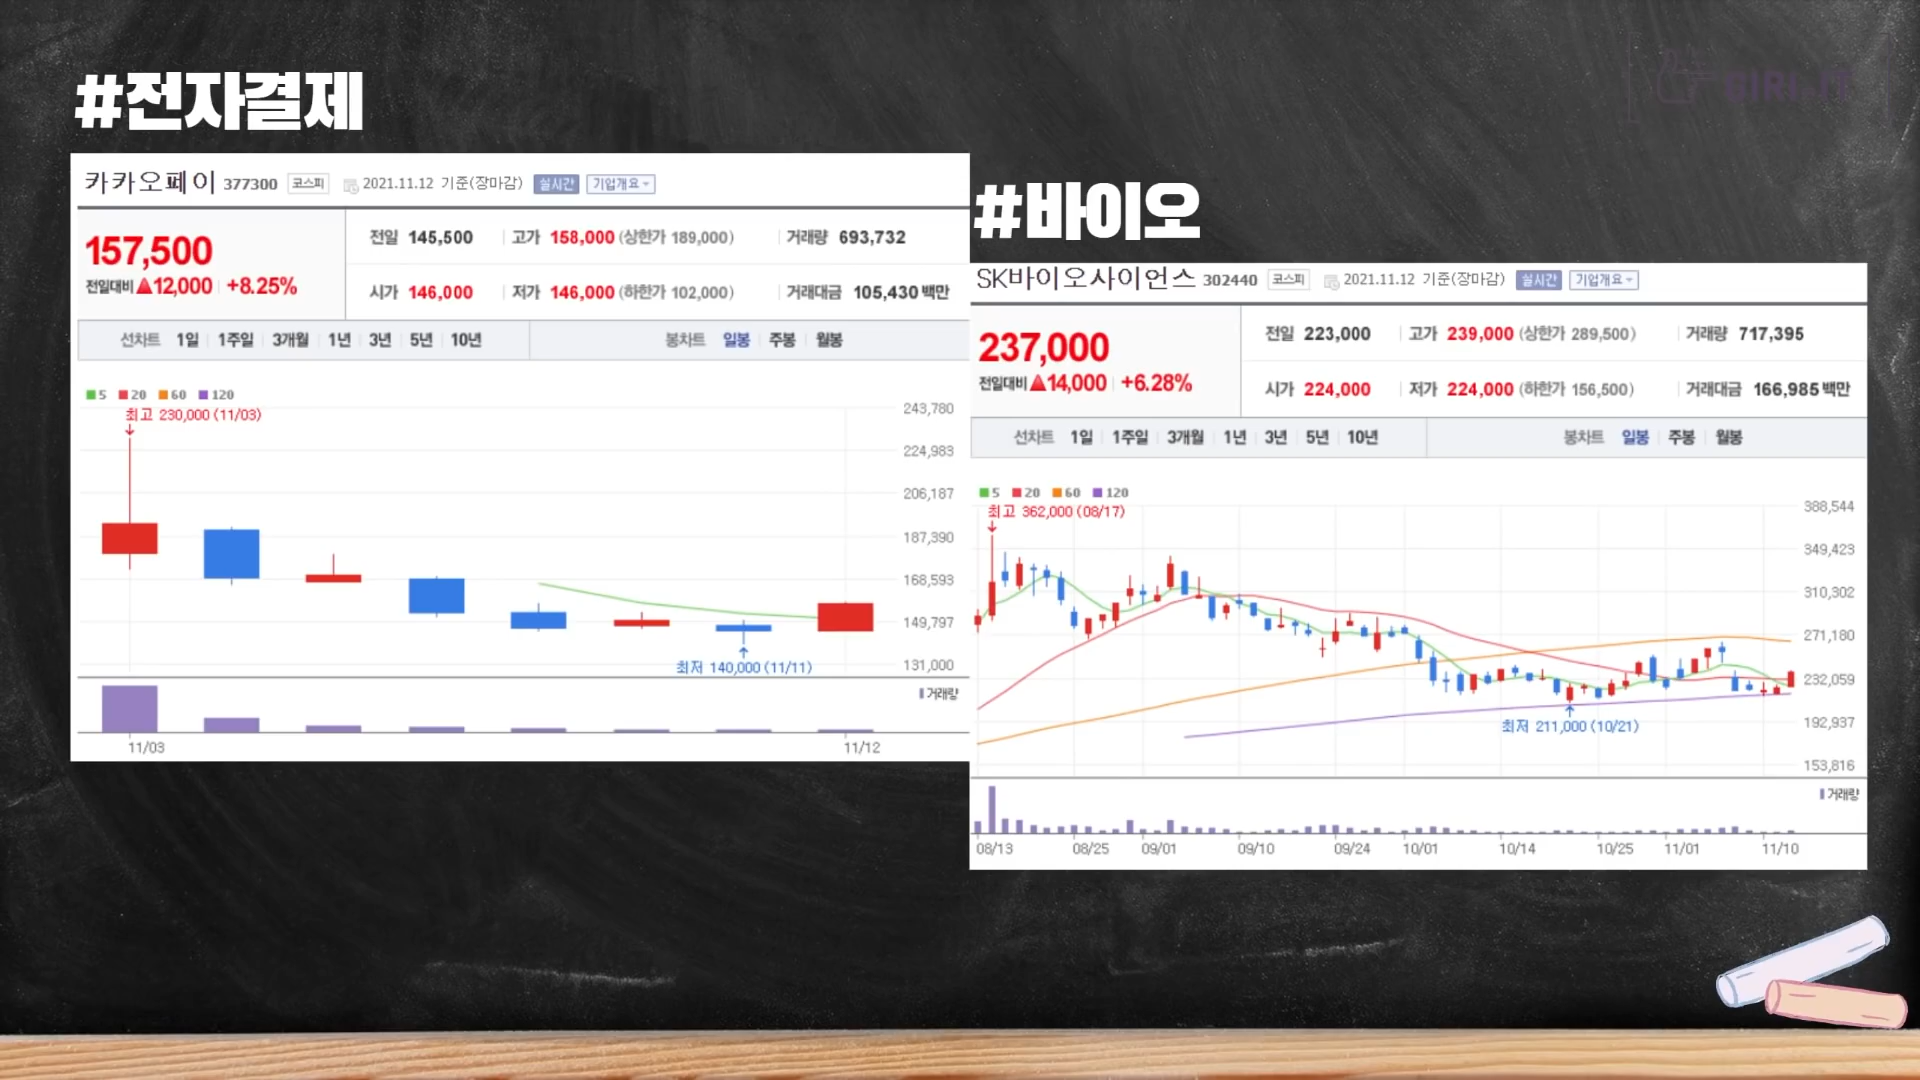 #전자결제
카카오페이 377300 코스피 2021.11.12 기준(장마감) 실시간 기업개요
157,500
전일대비 ▲12,000 +8.25%
전일 145,500 고가 158,000 (상한가 189,000) 거래량 693,732
시가 146,000 저가 146,000 (하한가 102,000) 거래대금 105,430 백만
선차트 1일 1주일 3개월 1년 3년 5년 10년 봉차트 일봉 주봉 월봉
5 20 60 120
최고 230,000 (11/03)
243,780
224,983
206,187
187,390
168,593
149,797
131,000
최저 140,000 (11/11)
거래량
11/03 11/12
#바이오
SK바이오사이언스 302440 코스피 2021.11.12 기준(장마감) 실시간 기업개요
237,000
전일대비 ▲14,000 +6.28%
전일 223,000 고가 239,000 (상한가 289,500) 거래량 717,395
시가 224,000 저가 224,000 (하한가 156,500) 거래대금 166,985 백만
선차트 1일 1주일 3개월 1년 3년 5년 10년 봉차트 일봉 주봉 월봉
5 20 60 120
최고 362,000 (08/17)
388,544
349,423
310,302
271,180
232,059
192,937
153,816
최저 211,000 (10/21)
거래량
08/13 08/25 09/01 09/10 09/24 10/01 10/14 10/25 11/01 11/10